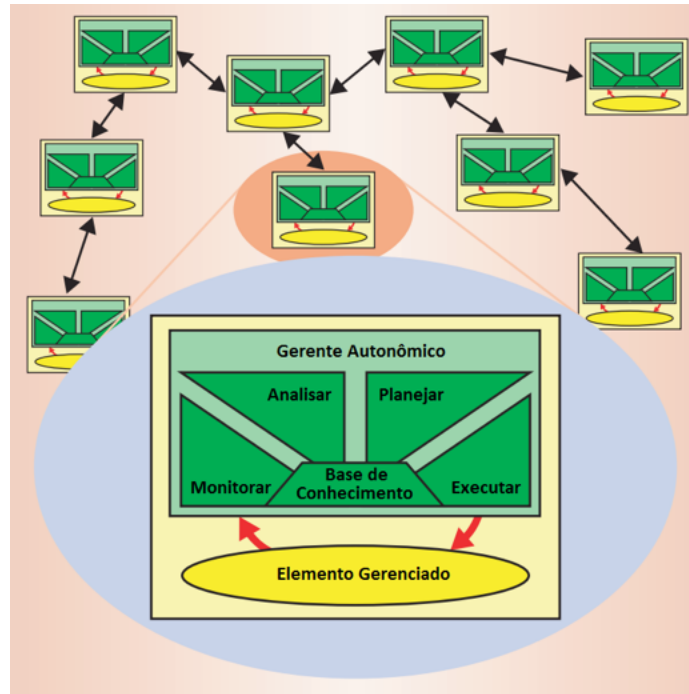 Gerente Autonômico
Analisar
Planejar
Monitorar
Base de
Conhecimento
Executar
Elemento Gerenciado